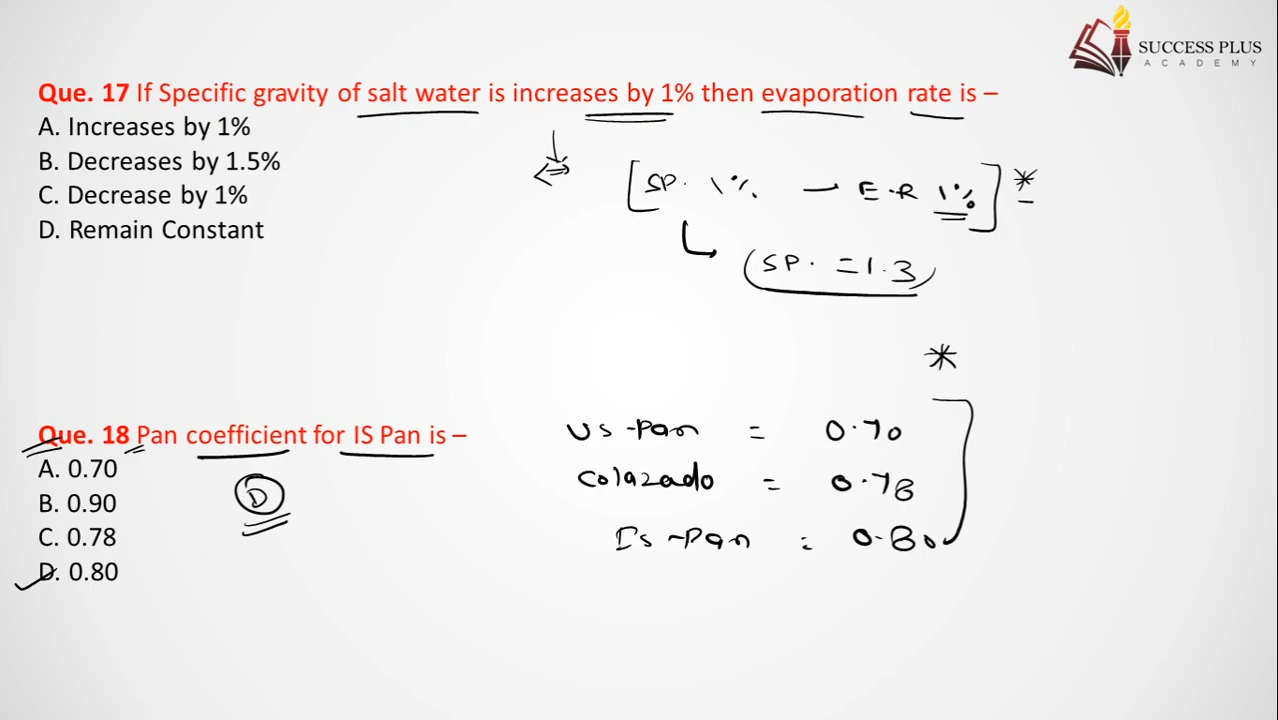 SUCCESS PLUS
ACADEMY
Que. 17 If Specific gravity of salt water is increases by 1% then evaporation rate is –
A. Increases by 1%
B. Decreases by 1.5%
C. Decrease by 1%
D. Remain Constant
[SP. 1% — E.R 1%] *
(SP. = 1.3)
*
Que. 18 Pan coefficient for IS Pan is –
A. 0.70
B. 0.90
C. 0.78
D. 0.80
D
US-Pan = 0.70
Colazado = 0.78
Is-Pan = 0.80